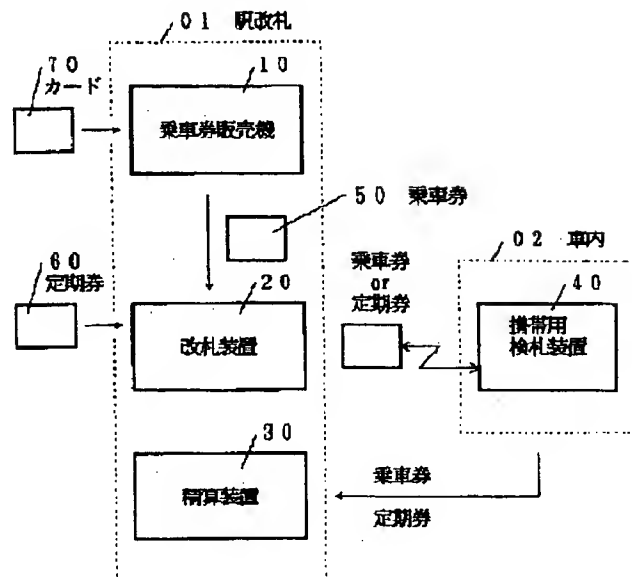 01 駅改札
70
カード
10
乗車券販売機
50 乗車券
02 車内
60
定期券
20
改札装置
乗車券
or
定期券
40
携帯用
検札装置
30
精算装置
乗車券
定期券